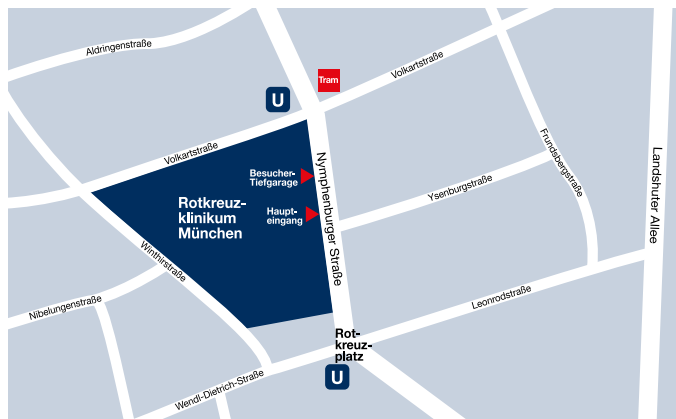 Aldringenstraße
Tram
Volkartstraße
U
Volkartstraße
Besucher-
Tiefgarage
Nymphenburger Straße
Frundsbergstraße
Landshuter Allee
Ysenburgstraße
Rotkreuz-
klinikum
München
Haupt-
eingang
Winthirstraße
Nibelungenstraße
Leonrodstraße
Rot-
kreuz-
platz
U
Wendl-Dietrich-Straße